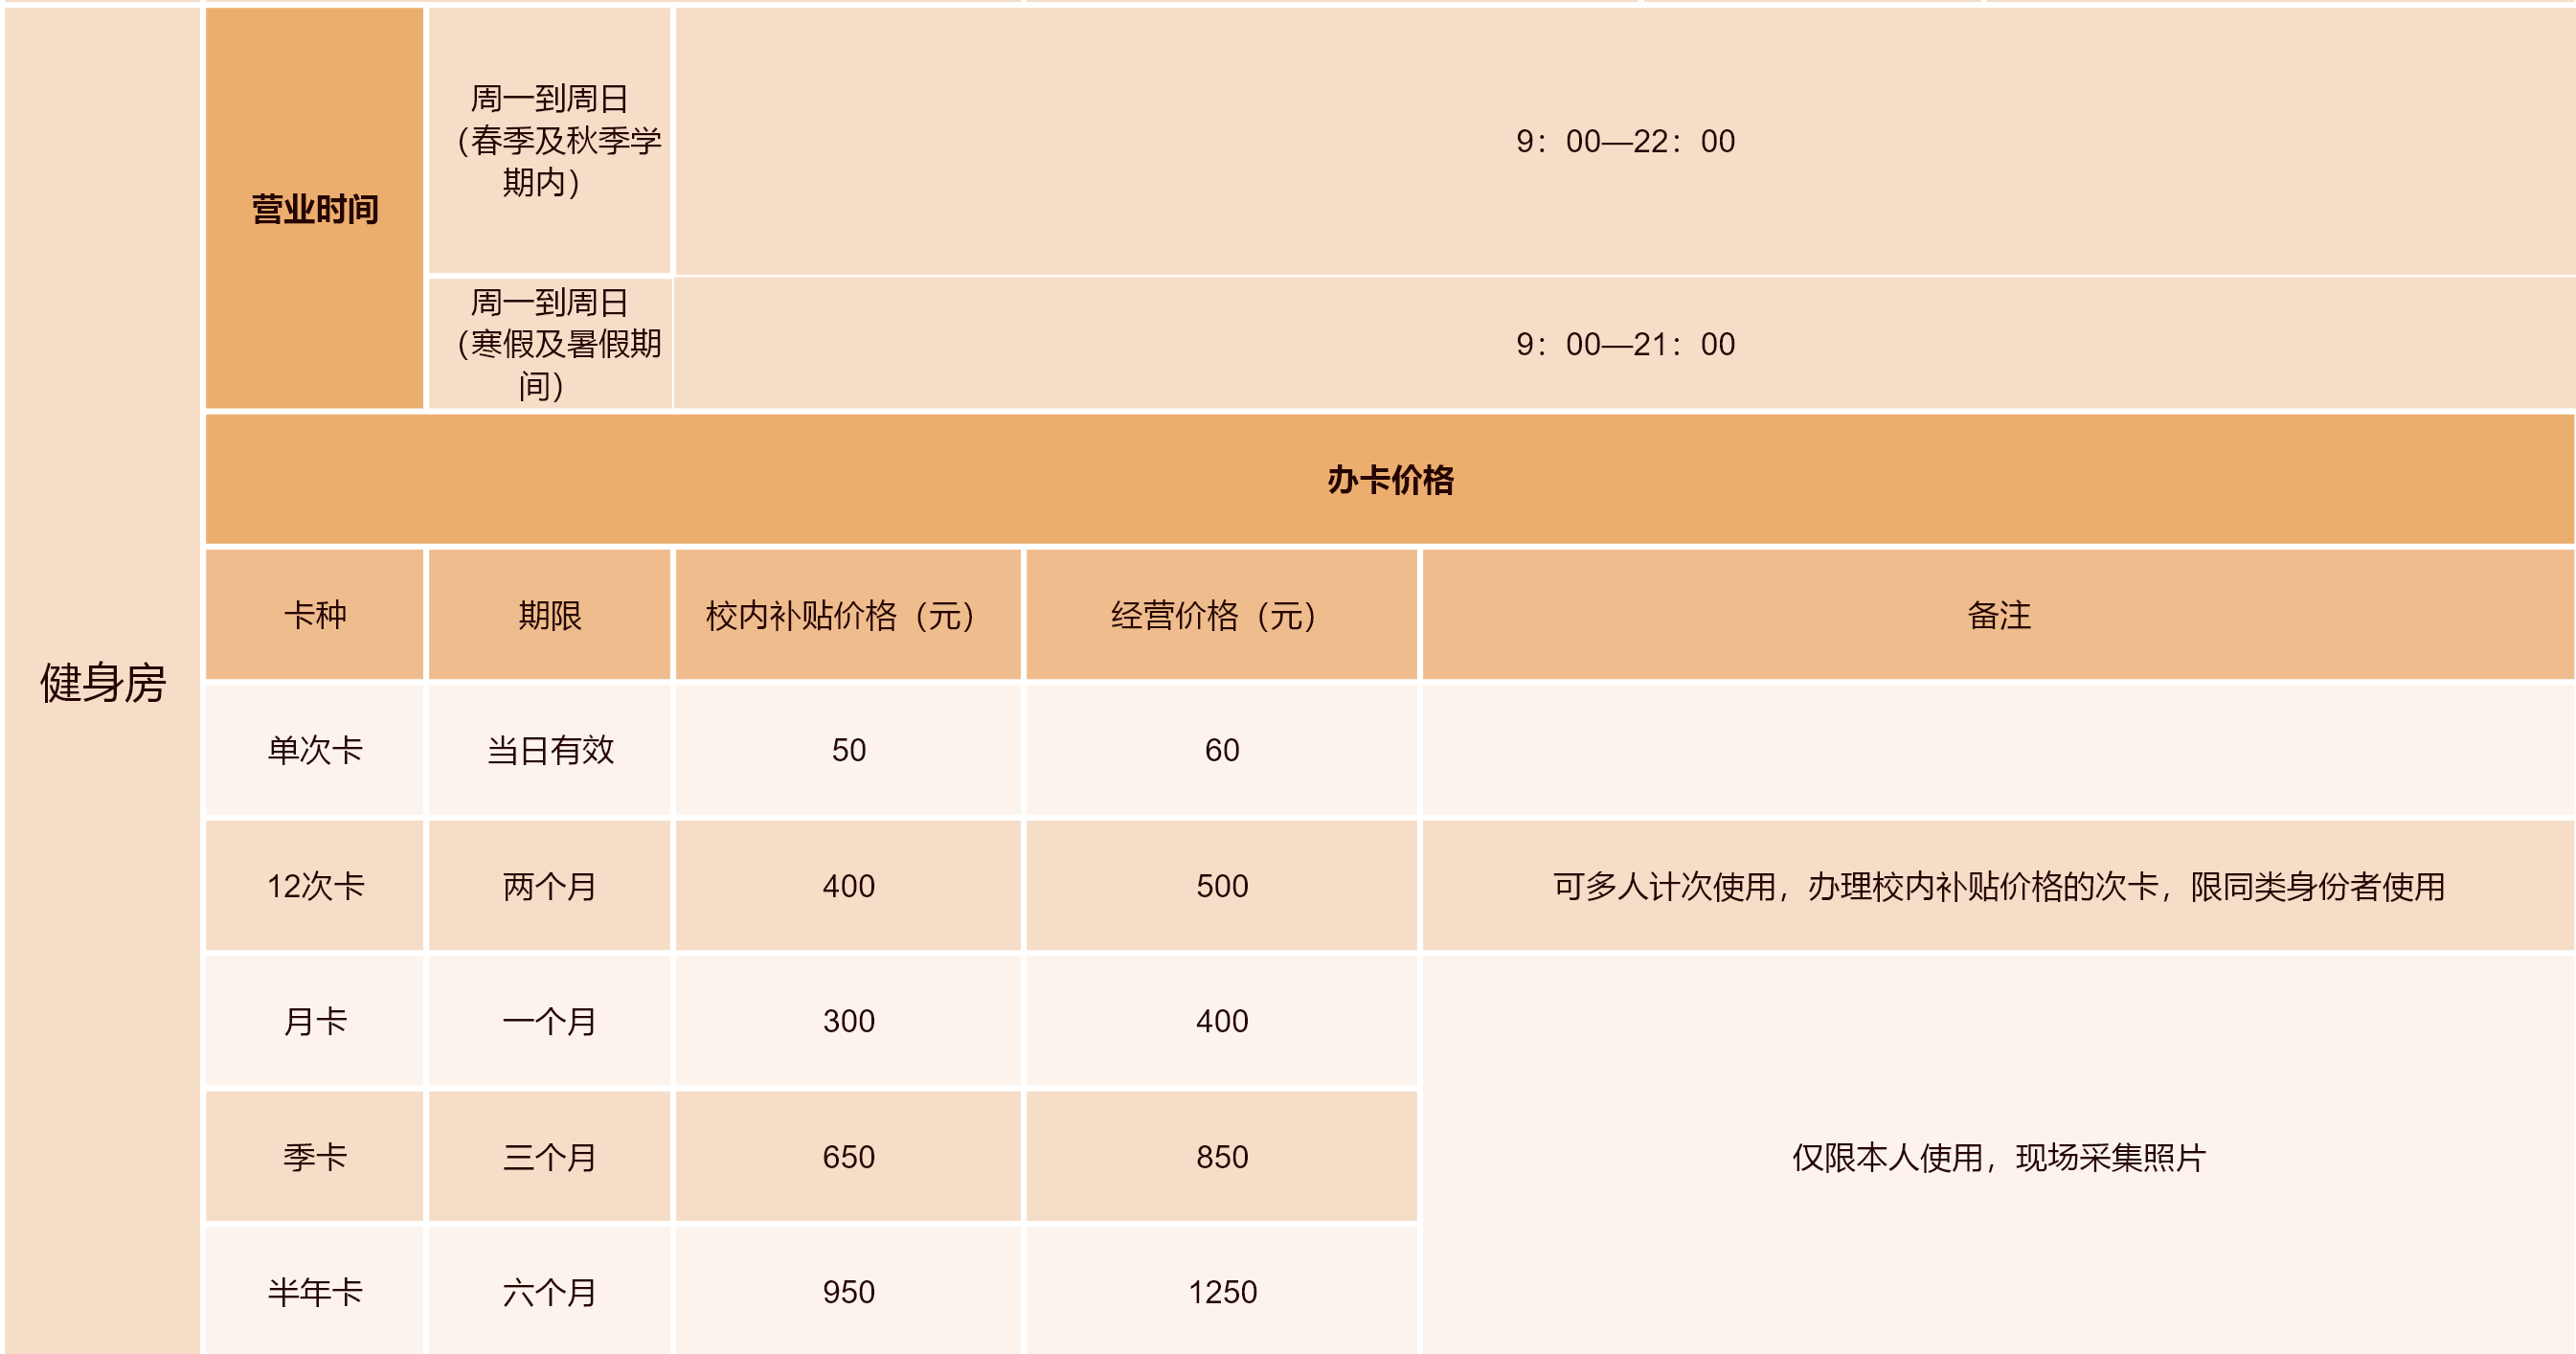 健身房
营业时间
周一到周日
（春季及秋季学
期内）
9：00—22：00
周一到周日
（寒假及暑假期
间）
9：00—21：00
办卡价格
卡种
期限
校内补贴价格（元）
经营价格（元）
备注
单次卡
当日有效
50
60
12次卡
两个月
400
500
可多人计次使用，办理校内补贴价格的次卡，限同类身份者使用
月卡
一个月
300
400
仅限本人使用，现场采集照片
季卡
三个月
650
850
半年卡
六个月
950
1250